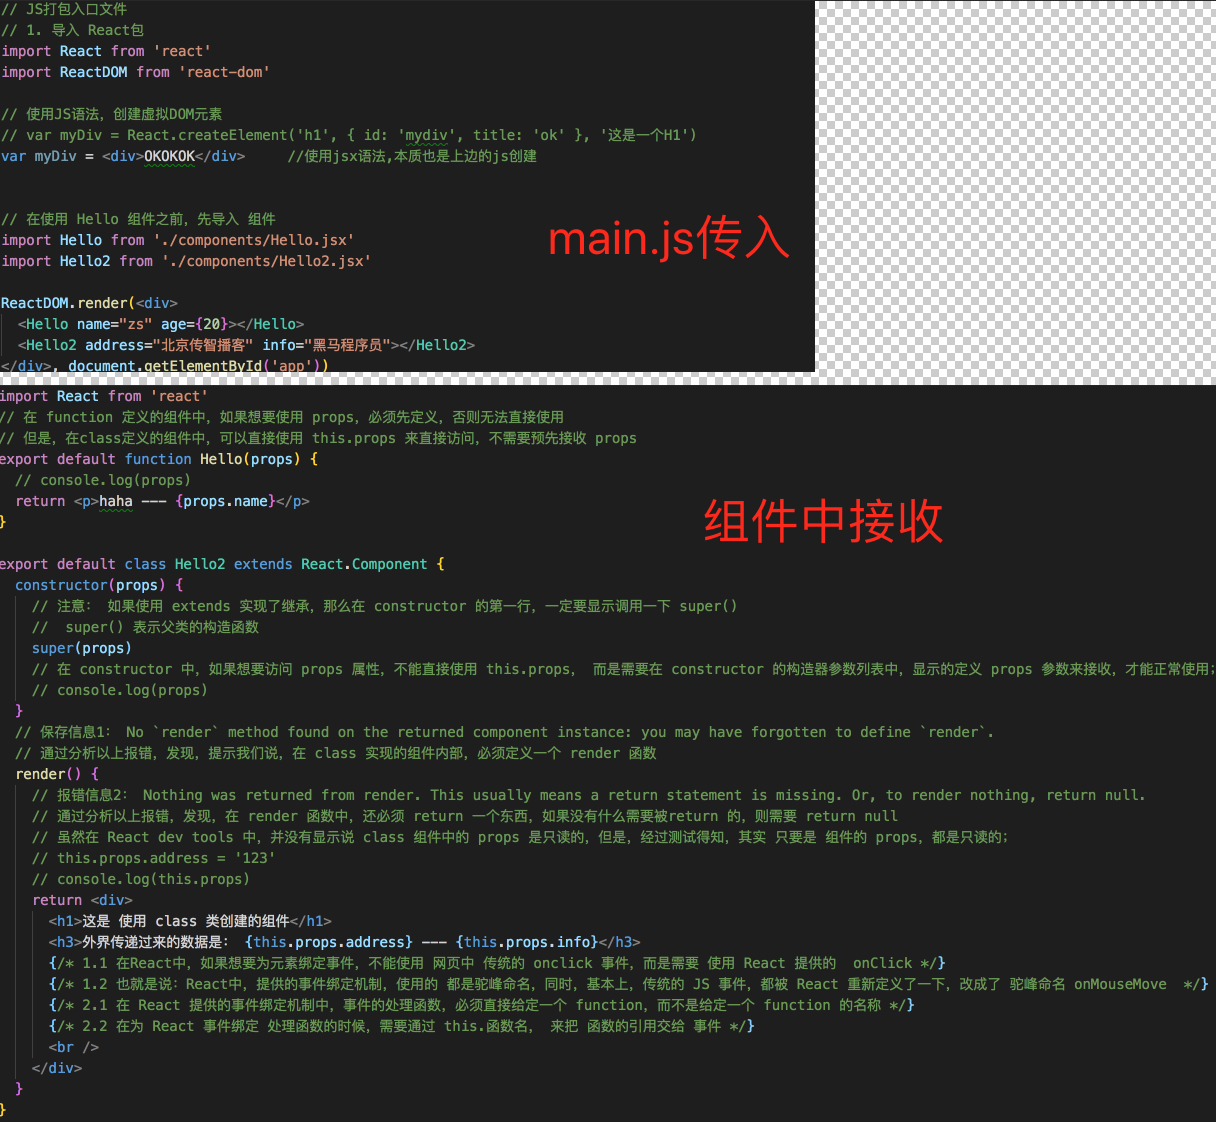 // JS打包入口文件
// 1. 导入 React包
import React from 'react'
import ReactDOM from 'react-dom'
// 使用JS语法，创建虚拟DOM元素
// var myDiv = React.createElement('h1', { id: 'mydiv', title: 'ok' }, '这是一个H1')
var myDiv = <div>OKOKOK</div>     //使用jsx语法,本质也是上边的js创建
// 在使用 Hello 组件之前，先导入 组件
import Hello from './components/Hello.jsx'
main.js传入
import Hello2 from './components/Hello2.jsx'
ReactDOM.render(<div>
<Hello name="zs" age={20}></Hello>
<Hello2 address="北京传智播客" info="黑马程序员"></Hello2>
</div>, document.getElementById('app'))
import React from 'react'
// 在 function 定义的组件中，如果想要使用 props，必须先定义，否则无法直接使用
// 但是，在class定义的组件中，可以直接使用 this.props 来直接访问，不需要预先接收 props
export default function Hello(props) {
// console.log(props)
return <p>haha --- {props.name}</p>
}
组件中接收
export default class Hello2 extends React.Component {
constructor(props) {
// 注意： 如果使用 extends 实现了继承，那么在 constructor 的第一行，一定要显示调用一下 super()
//  super() 表示父类的构造函数
super(props)
// 在 constructor 中，如果想要访问 props 属性，不能直接使用 this.props， 而是需要在 constructor 的构造器参数列表中，显示的定义 props 参数来接收，才能正常使用；
// console.log(props)
}
// 保存信息1： No `render` method found on the returned component instance: you may have forgotten to define `render`.
// 通过分析以上报错，发现，提示我们说，在 class 实现的组件内部，必须定义一个 render 函数
render() {
// 报错信息2： Nothing was returned from render. This usually means a return statement is missing. Or, to render nothing, return null.
// 通过分析以上报错，发现，在 render 函数中，还必须 return 一个东西，如果没有什么需要被return 的，则需要 return null
// 虽然在 React dev tools 中，并没有显示说 class 组件中的 props 是只读的，但是，经过测试得知，其实 只要是 组件的 props，都是只读的；
// this.props.address = '123'
// console.log(this.props)
return <div>
<h1>这是 使用 class 类创建的组件</h1>
<h3>外界传递过来的数据是： {this.props.address} --- {this.props.info}</h3>
{/* 1.1 在React中，如果想要为元素绑定事件，不能使用 网页中 传统的 onclick 事件，而是需要 使用 React 提供的  onClick */}
{/* 1.2 也就是说：React中，提供的事件绑定机制，使用的 都是驼峰命名，同时，基本上，传统的 JS 事件，都被 React 重新定义了一下，改成了 驼峰命名 onMouseMove  */}
{/* 2.1 在 React 提供的事件绑定机制中，事件的处理函数，必须直接给定一个 function，而不是给定一个 function 的名称 */}
{/* 2.2 在为 React 事件绑定 处理函数的时候，需要通过 this.函数名， 来把 函数的引用交给 事件 */}
<br />
</div>
}
}